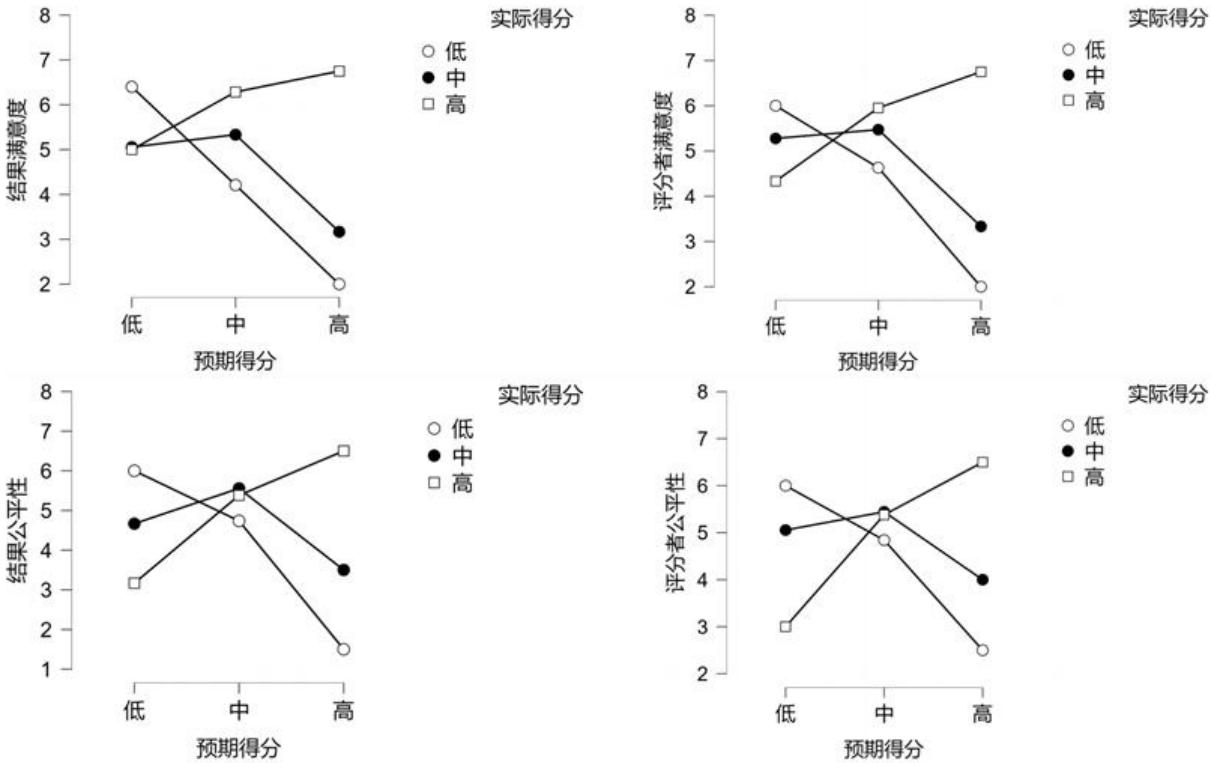 实际得分
低
中
高
8
7
6
5
4
3
2
结果满意度
低 中 高
预期得分
实际得分
低
中
高
8
7
6
5
4
3
2
评分者满意度
低 中 高
预期得分
实际得分
低
中
高
8
7
6
5
4
3
2
1
结果公平性
低 中 高
预期得分
实际得分
低
中
高
8
7
6
5
4
3
2
评分者公平性
低 中 高
预期得分